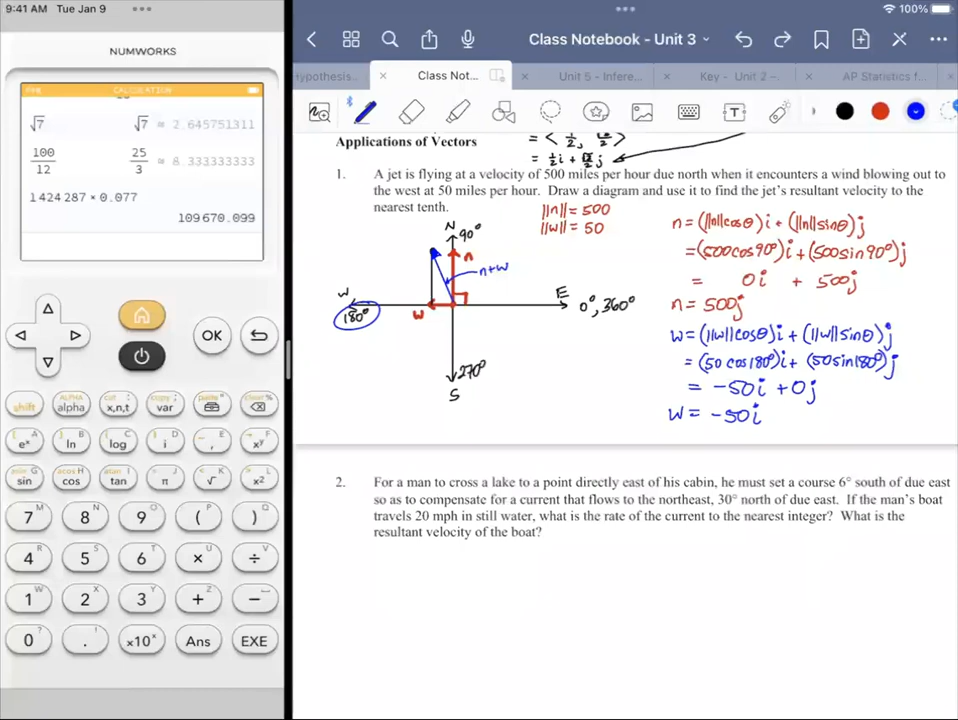 9:41 AM Tue Jan 9
100%
NUMWORKS
CALCULATION
√7 √7 ≈ 2.645751311
100/12 25/3 ≈ 8.333333333
1424287×0.077
109670.099
OK
shift alpha x,n,t var
e^x ln log i , x^y
sin cos tan π √ x²
7 8 9 ( )
4 5 6 × ÷
1 2 3 + −
0 . ×10^x Ans EXE
Class Notebook - Unit 3
ypothesis...
Class Not...
Unit 5 - Infere...
Key - Unit 2 –
AP Statistics f...
Applications of Vectors
= ½i + j
1. A jet is flying at a velocity of 500 miles per hour due north when it encounters a wind blowing out to
the west at 50 miles per hour. Draw a diagram and use it to find the jet's resultant velocity to the
nearest tenth.
||n|| = 500
||w|| = 50
N
90°
n
n+w
W
180°
w
E
0°, 360°
270°
S
n = (||n||cosθ)i + (||n||sinθ)j
= (500cos90°)i + (500sin90°)j
= 0i + 500j
n = 500j
w = (||w||cosθ)i + (||w||sinθ)j
= (50 cos180°)i + (50sin180°)j
= -50i + 0j
w = -50i
2. For a man to cross a lake to a point directly east of his cabin, he must set a course 6° south of due east
so as to compensate for a current that flows to the northeast, 30° north of due east. If the man's boat
travels 20 mph in still water, what is the rate of the current to the nearest integer? What is the
resultant velocity of the boat?